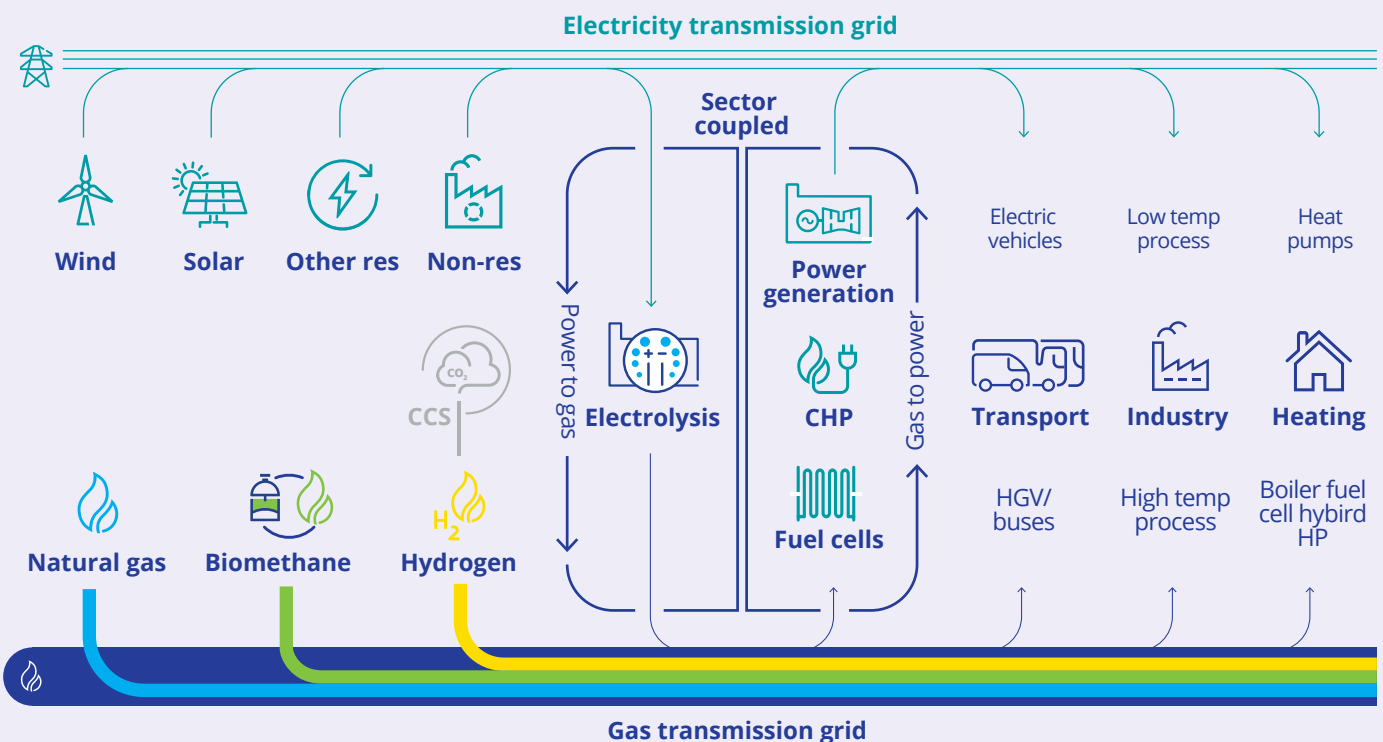 Electricity transmission grid
Sector
coupled
Wind
Solar
Other res
Non-res
CO₂
CCS
Power to gas
Electrolysis
Power
generation
CHP
Fuel cells
Gas to power
Electric
vehicles
Low temp
process
Heat
pumps
Transport
Industry
Heating
HGV/
buses
High temp
process
Boiler fuel
cell hybird
HP
Natural gas
Biomethane
H₂
Hydrogen
Gas transmission grid